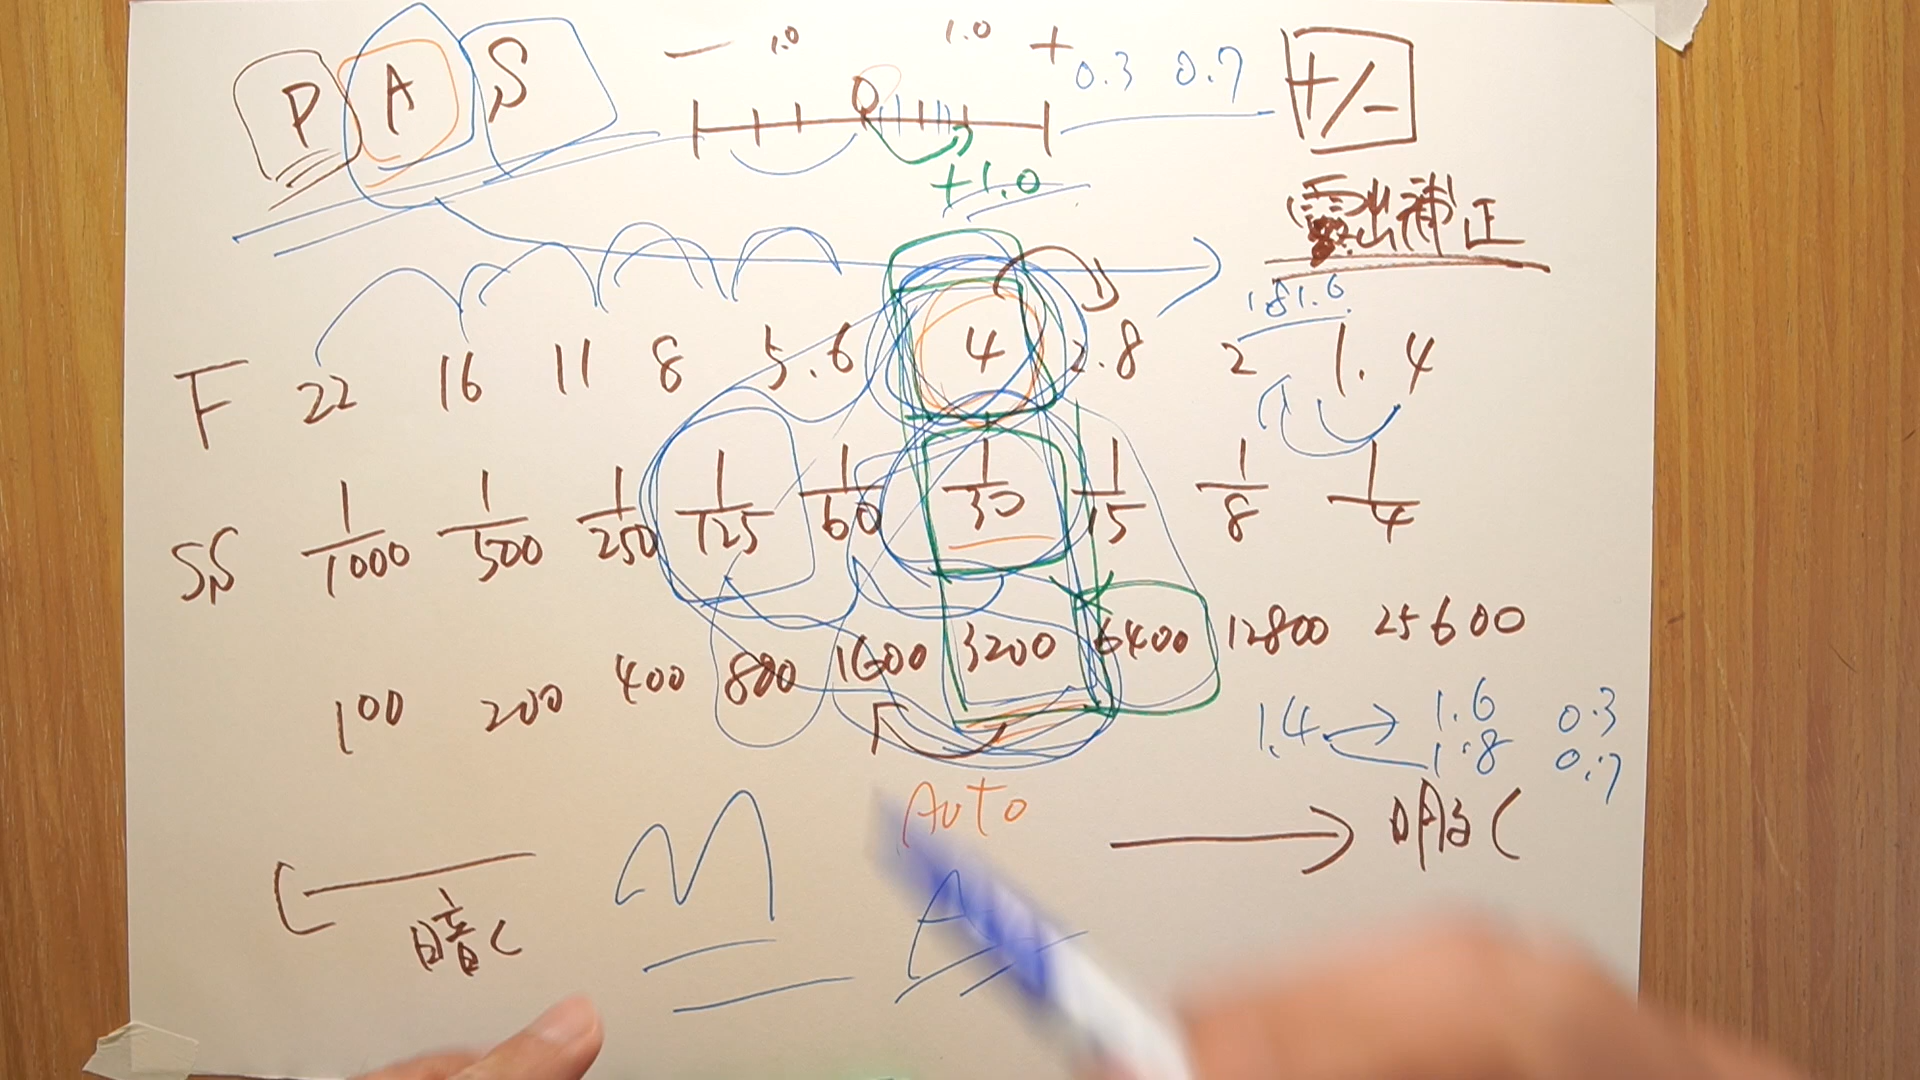 P A S
− 1.0 0 1.0 +
0.3 0.7
+/-
+1.0
露出補正
1.8 1.6
F 22 16 11 8 5.6 4 2.8 2 1.4
SS 1/1000 1/500 1/250 1/125 1/60 1/30 1/15 1/8 1/4
100 200 400 800 1600 3200 6400 12800 25600
1.4 → 1.6 0.3
1.8 0.7
Auto
→ 明るく
暗く
M A